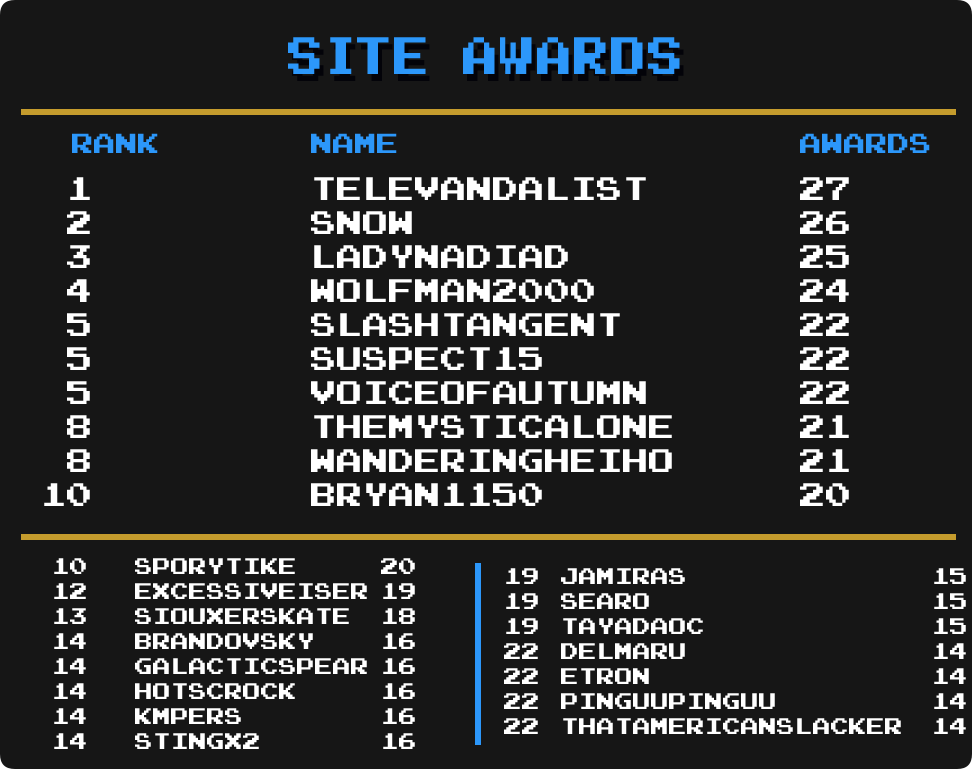 SITE AWARDS
RANK NAME AWARDS
1 TELEVANDALIST 27
2 SNOW 26
3 LADYNADIAD 25
4 WOLFMAN2000 24
5 SLASHTANGENT 22
5 SUSPECT15 22
5 VOICEOFAUTUMN 22
8 THEMYSTICALONE 21
8 WANDERINGHEIHO 21
10 BRYAN1150 20
10 SPORYTIKE 20
12 EXCESSIVEISER 19
13 SIOUXERSKATE 18
14 BRANDOVSKY 16
14 GALACTICSPEAR 16
14 HOTSCROCK 16
14 KMPERS 16
14 STINGX2 16
19 JAMIRAS 15
19 SEARO 15
19 TAYADAOC 15
22 DELMARU 14
22 ETRON 14
22 PINGUUPINGUU 14
22 THATAMERICANSLACKER 14